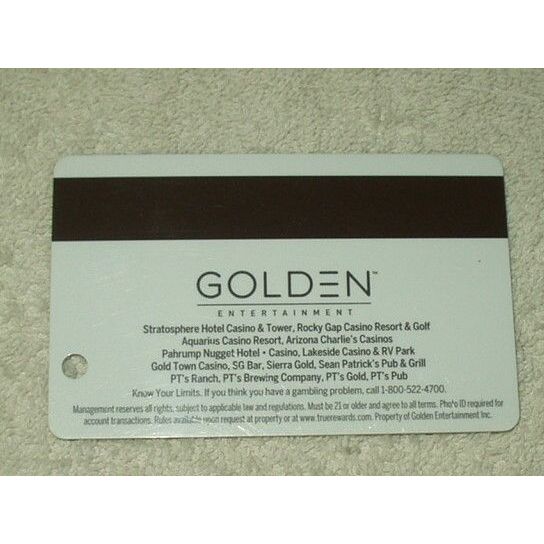 GOLDEN™
ENTERTAINMENT
Stratosphere Hotel Casino & Tower, Rocky Gap Casino Resort & Golf
Aquarius Casino Resort, Arizona Charlie's Casinos
Pahrump Nugget Hotel • Casino, Lakeside Casino & RV Park
Gold Town Casino, SG Bar, Sierra Gold, Sean Patrick's Pub & Grill
PT's Ranch, PT's Brewing Company, PT's Gold, PT's Pub
Know Your Limits. If you think you have a gambling problem, call 1-800-522-4700.
Management reserves all rights, subject to applicable law and regulations. Must be 21 or older and agree to all terms. Photo ID required for
account transactions. Rules available upon request at property or at www.truerewards.com. Property of Golden Entertainment Inc.